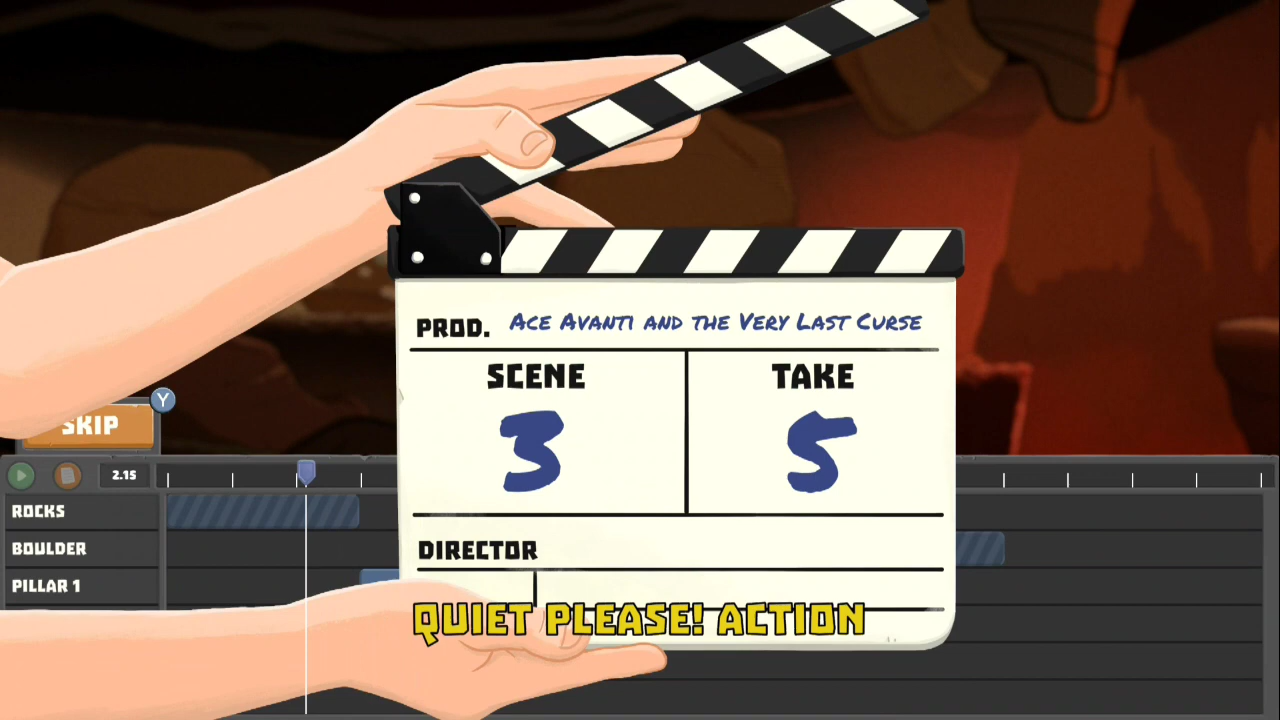 PROD. Ace Avanti and the Very Last Curse
SCENE
TAKE
3
5
Y
SKIP
2.15
ROCKS
BOULDER
PILLAR 1
DIRECTOR
QUIET PLEASE! ACTION